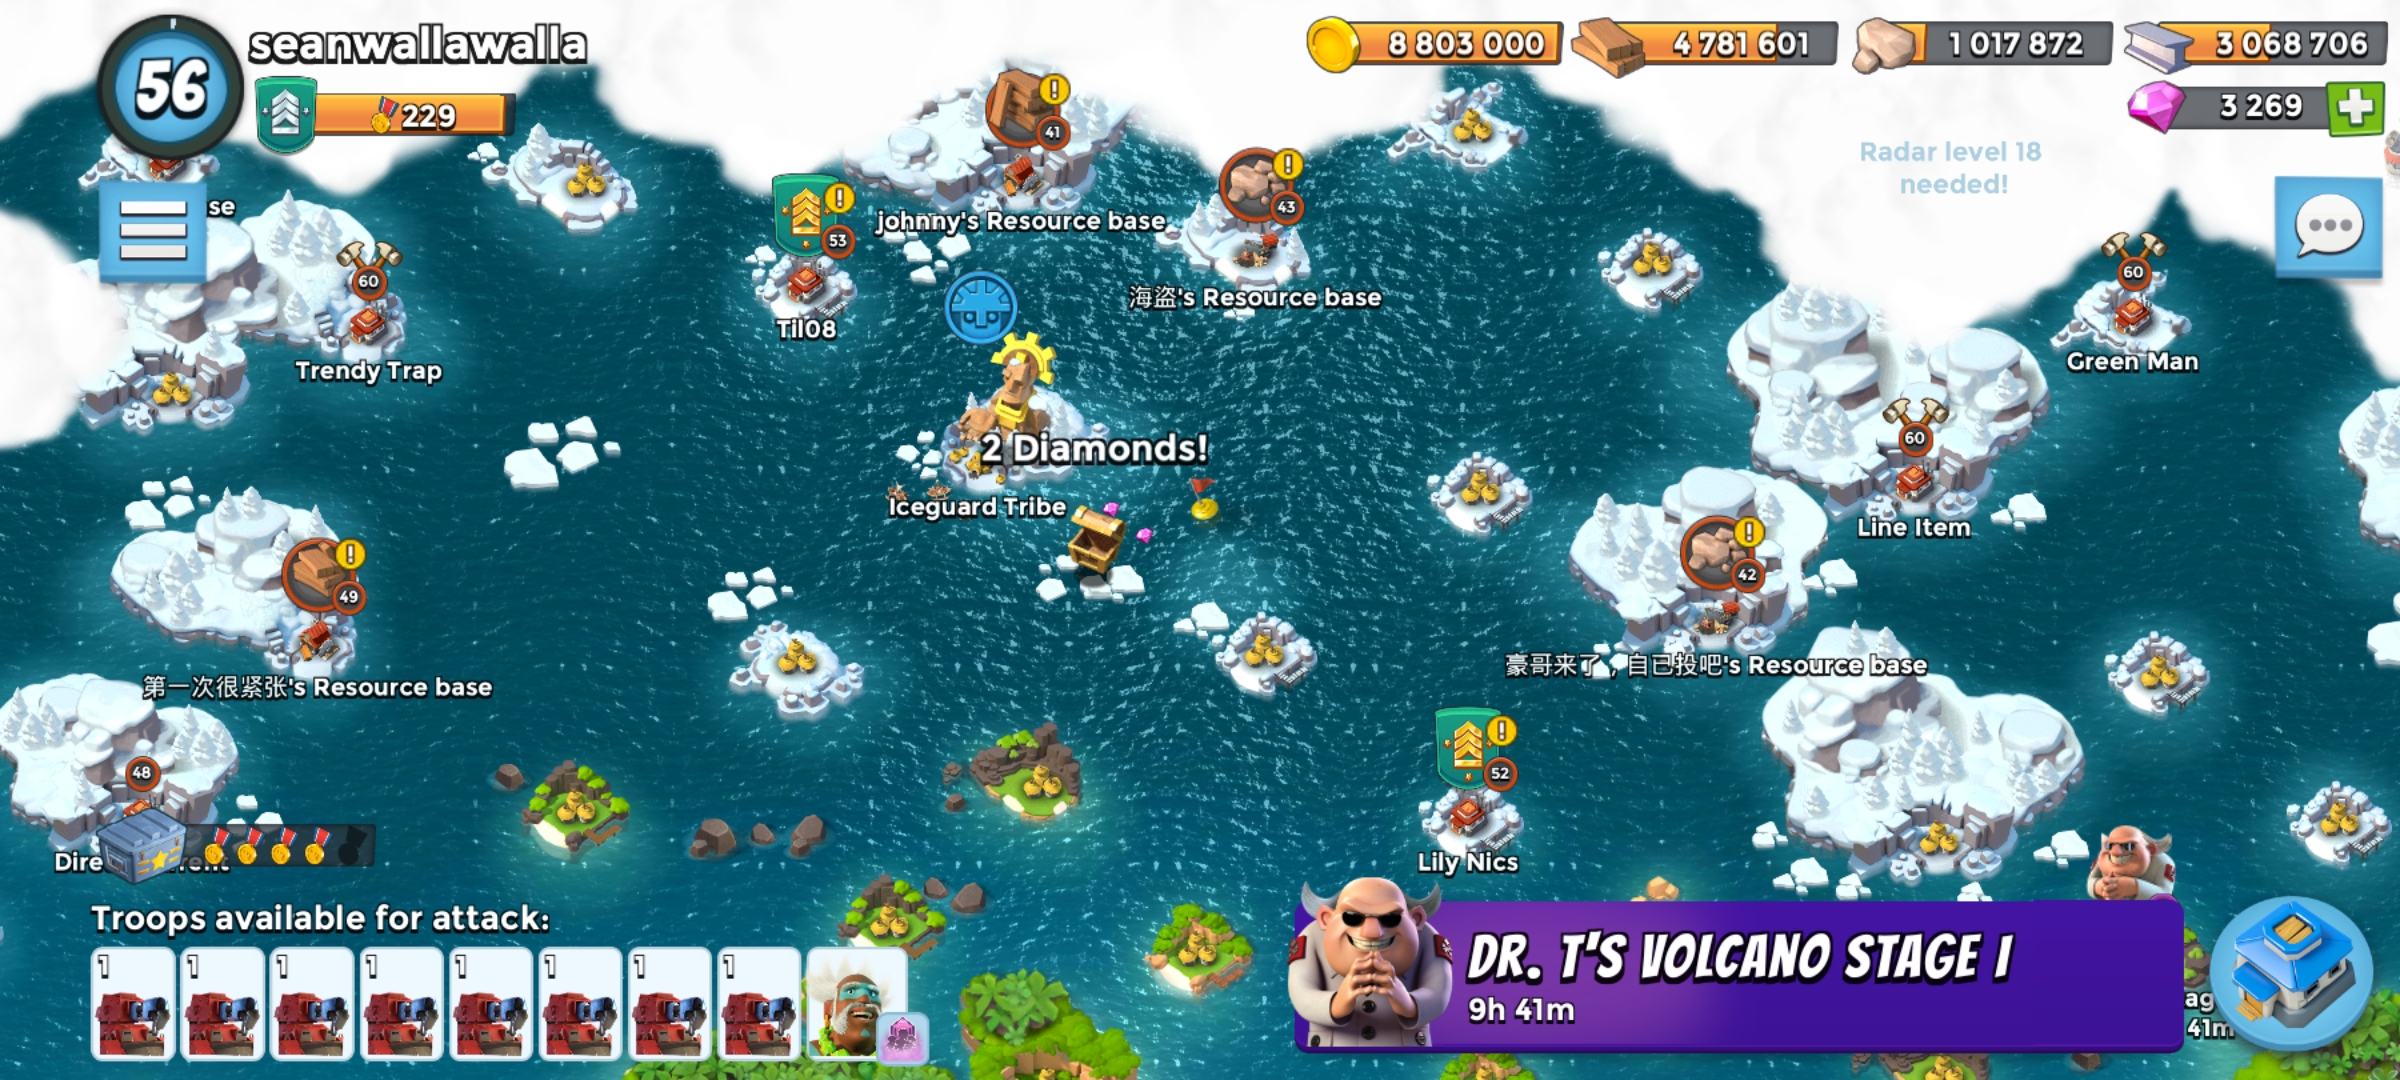 56
seanwallawalla
229
8 803 000
4 781 601
1 017 872
3 068 706
3 269
Radar level 18
needed!
se
41
johnny's Resource base
43
海盗's Resource base
53
Til08
60
Trendy Trap
60
Green Man
60
Line Item
2 Diamonds!
Iceguard Tribe
49
第一次很紧张's Resource base
42
豪哥来了，自已投吧's Resource base
48
Dire
rent
52
Lily Nics
Troops available for attack:
1
1
1
1
1
1
1
1
DR. T'S VOLCANO STAGE I
9h 41m
ag
41m